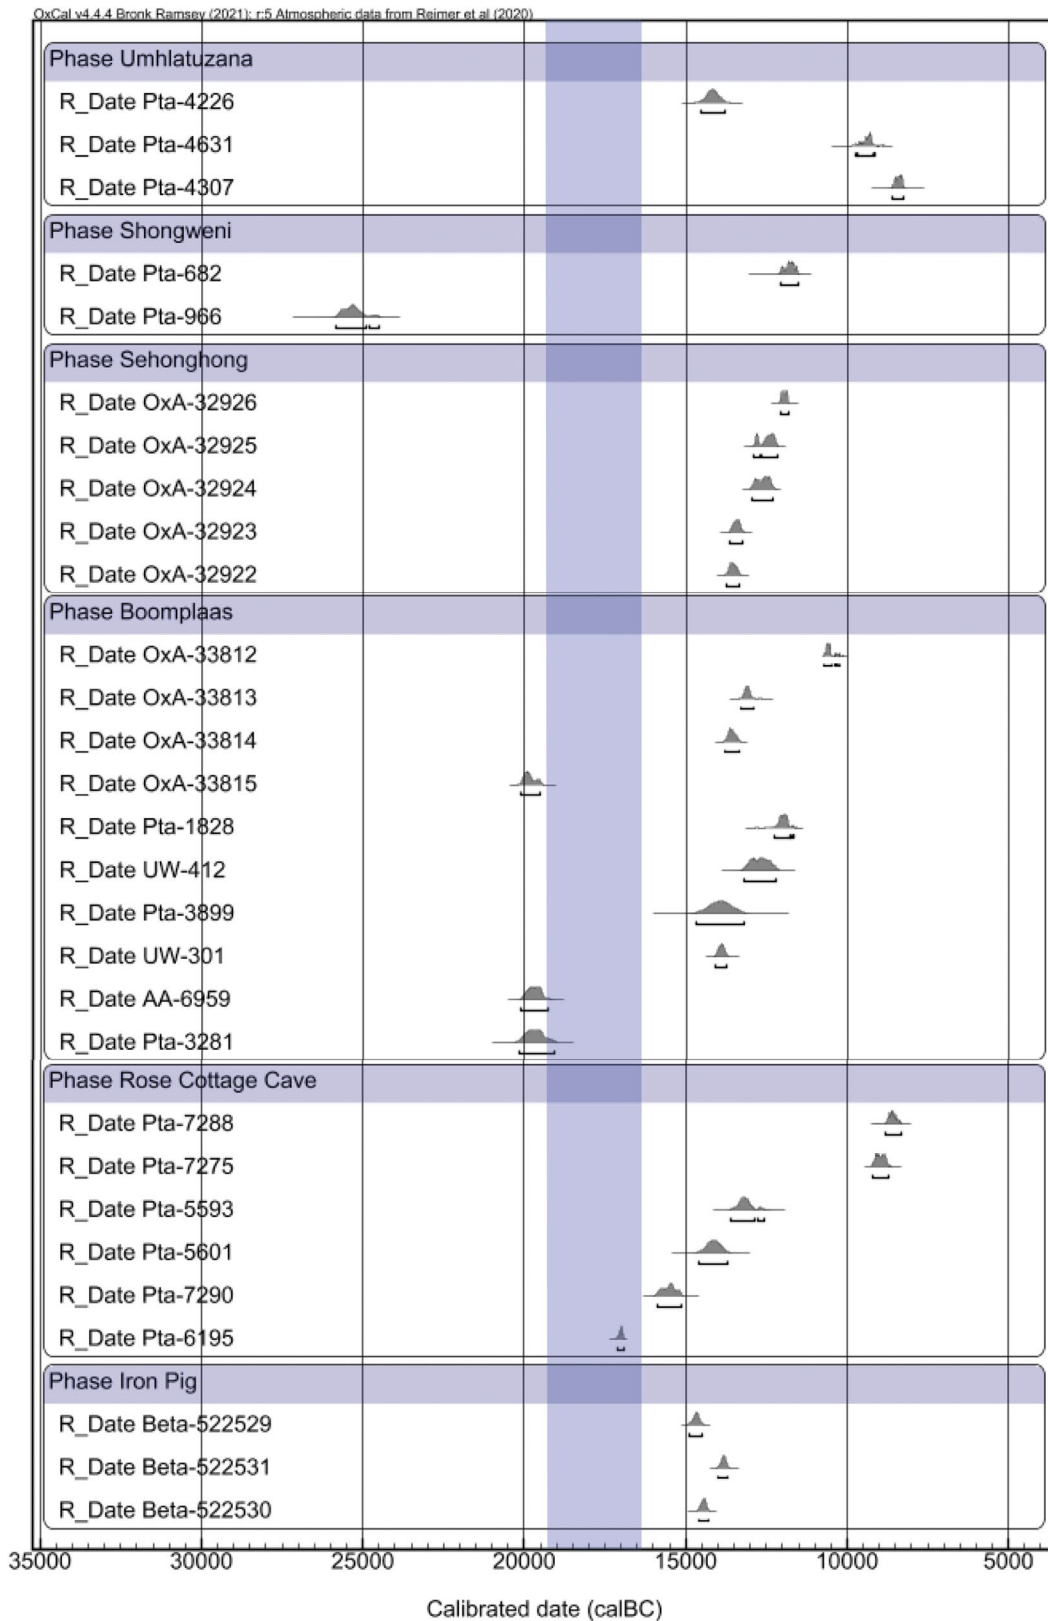 OxCal v4.4.4 Bronk Ramsey (2021); r:5 Atmospheric data from Reimer et al (2020)
Phase Umhlatuzana
R_Date Pta-4226
R_Date Pta-4631
R_Date Pta-4307
Phase Shongweni
R_Date Pta-682
R_Date Pta-966
Phase Sehonghong
R_Date OxA-32926
R_Date OxA-32925
R_Date OxA-32924
R_Date OxA-32923
R_Date OxA-32922
Phase Boomplaas
R_Date OxA-33812
R_Date OxA-33813
R_Date OxA-33814
R_Date OxA-33815
R_Date Pta-1828
R_Date UW-412
R_Date Pta-3899
R_Date UW-301
R_Date AA-6959
R_Date Pta-3281
Phase Rose Cottage Cave
R_Date Pta-7288
R_Date Pta-7275
R_Date Pta-5593
R_Date Pta-5601
R_Date Pta-7290
R_Date Pta-6195
Phase Iron Pig
R_Date Beta-522529
R_Date Beta-522531
R_Date Beta-522530
35000 30000 25000 20000 15000 10000 5000
Calibrated date (calBC)